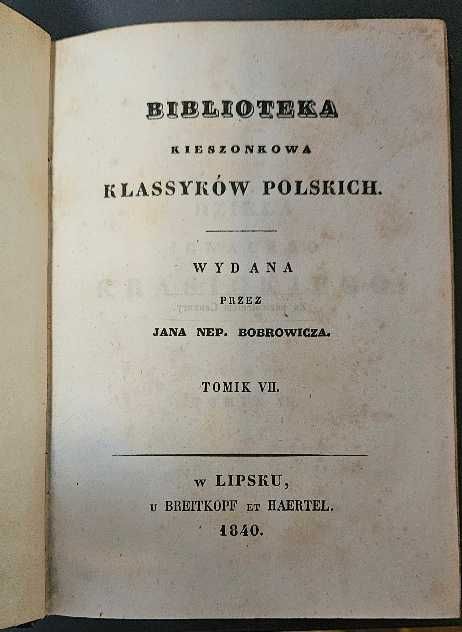 BIBLIOTEKA
KIESZONKOWA
KLASSYKÓW POLSKICH.
WYDANA
PRZEZ
JANA NEP. BOBROWICZA.
TOMIK VII.
W LIPSKU,
U BREITKOPF ET HAERTEL.
1840.